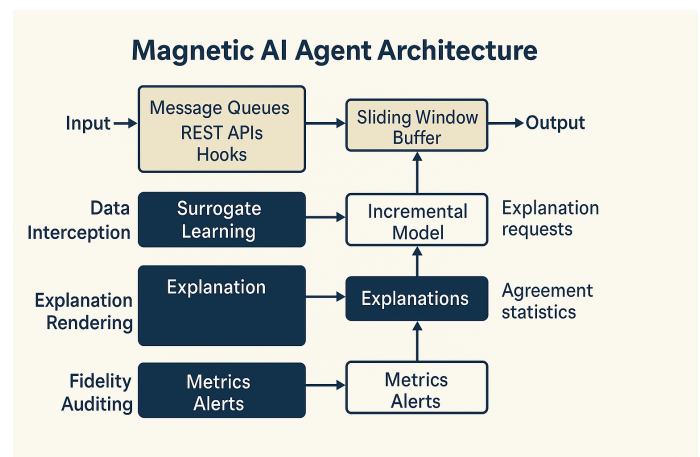 Magnetic AI Agent Architecture
Input
Message Queues
REST APIs
Hooks
Sliding Window
Buffer
Output
Data
Interception
Surrogate
Learning
Incremental
Model
Explanation
requests
Explanation
Rendering
Explanation
Explanations
Agreement
statistics
Fidelity
Auditing
Metrics
Alerts
Metrics
Alerts